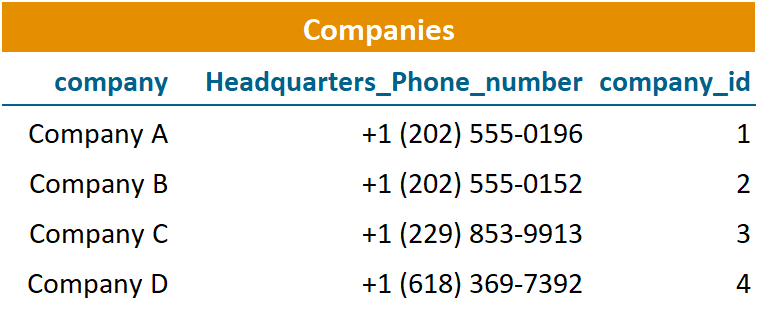 Companies
company Headquarters_Phone_number company_id
Company A +1 (202) 555-0196 1
Company B +1 (202) 555-0152 2
Company C +1 (229) 853-9913 3
Company D +1 (618) 369-7392 4